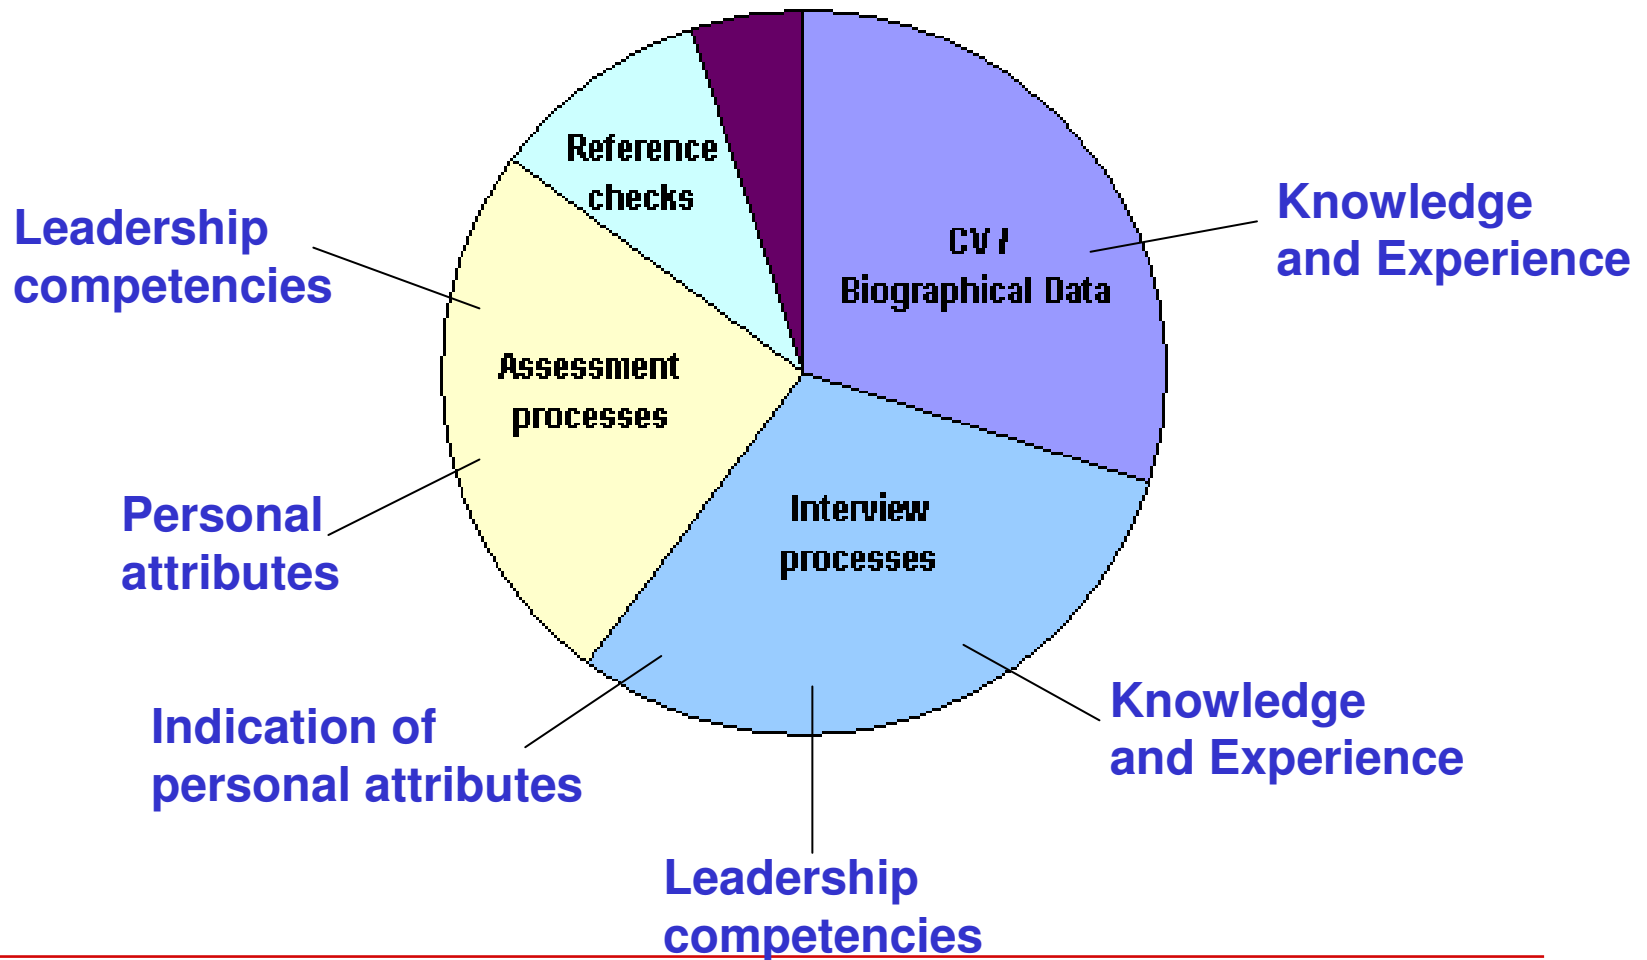 Reference
checks
Knowledge
and Experience
Leadership
competencies
CV /
Biographical Data
Assessment
processes
Personal
attributes
Interview
processes
Indication of
personal attributes
Knowledge
and Experience
Leadership
competencies